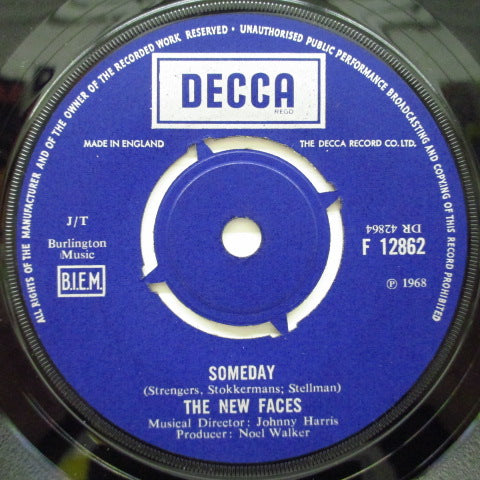 ALL RIGHTS OF THE MANUFACTURER AND OF THE OWNER OF THE RECORDED WORK RESERVED • UNAUTHORISED PUBLIC PERFORMANCE BROADCASTING AND COPYING OF THIS RECORD PROHIBITED
DECCA
REGD
MADE IN ENGLAND
THE DECCA RECORD CO. LTD.
J/T
Burlington
Music
B.I.E.M.
DR 42864
F 12862
℗ 1968
SOMEDAY
(Strengers, Stokkermans; Stellman)
THE NEW FACES
Musical Director: Johnny Harris
Producer: Noel Walker